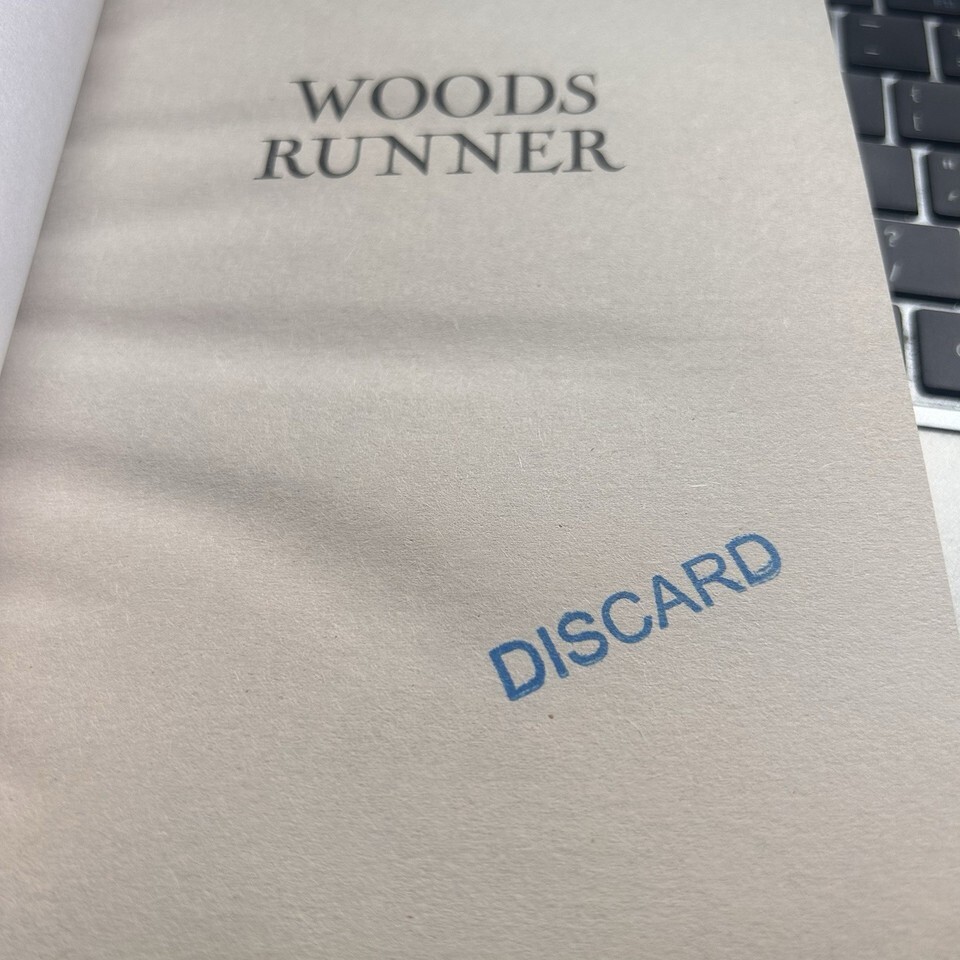 WOODS
RUNNER
DISCARD
?
/